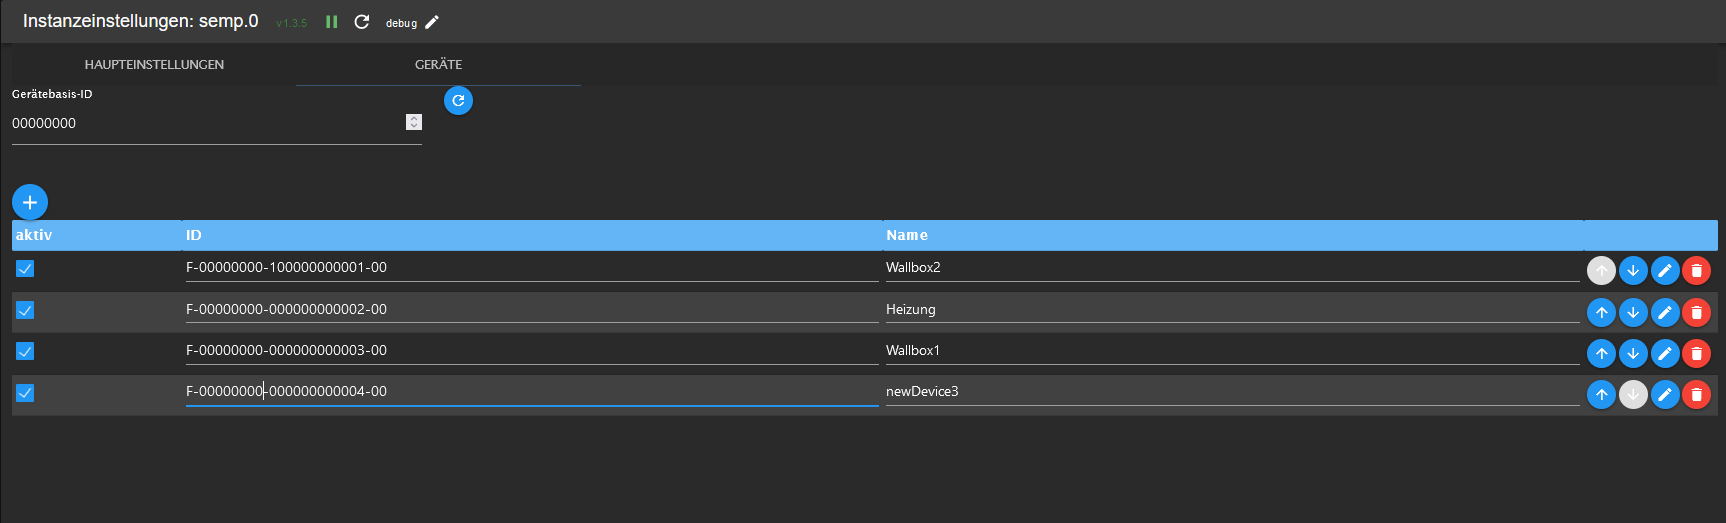 Instanzeinstellungen: semp.0 v1.3.5 debug
HAUPTEINSTELLUNGEN GERÄTE
Gerätebasis-ID
00000000
aktiv ID Name
F-00000000-100000000001-00 Wallbox2
F-00000000-000000000002-00 Heizung
F-00000000-000000000003-00 Wallbox1
F-00000000-000000000004-00 newDevice3